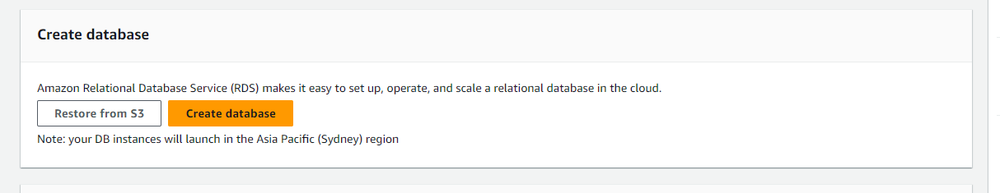 Create database
Amazon Relational Database Service (RDS) makes it easy to set up, operate, and scale a relational database in the cloud.
Restore from S3
Create database
Note: your DB instances will launch in the Asia Pacific (Sydney) region